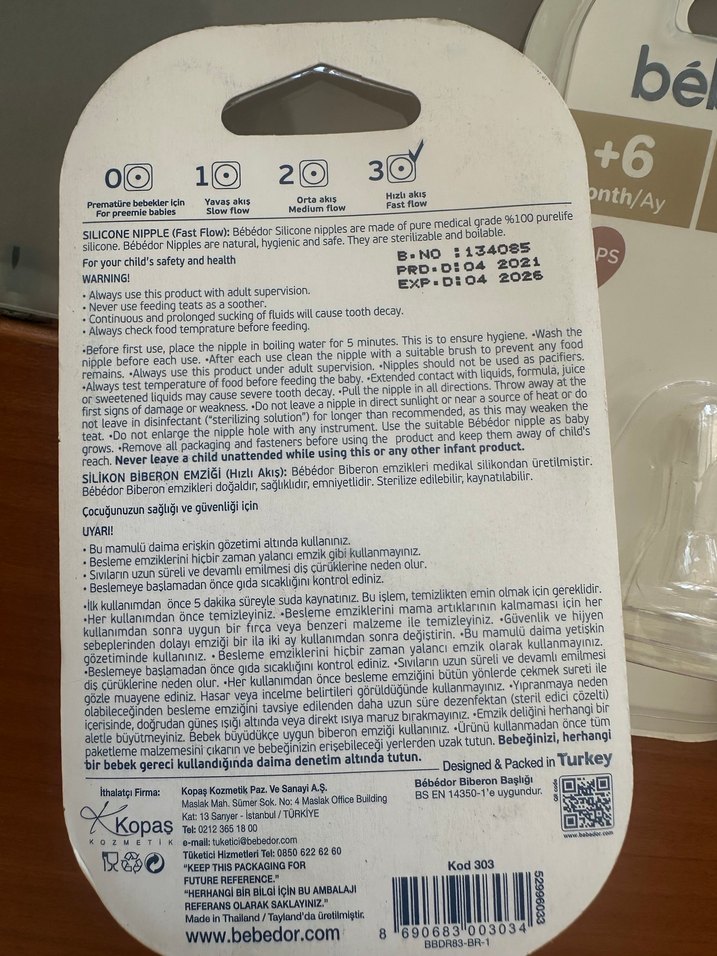 0
1
2
3
Prematüre bebekler için
For preemie babies
Yavaş akış
Slow flow
Orta akış
Medium flow
Hızlı akış
Fast flow
SILICONE NIPPLE (Fast Flow): Bébédor Silicone nipples are made of pure medical grade %100 purelife
silicone. Bébédor Nipples are natural, hygienic and safe. They are sterilizable and boilable.
For your child's safety and health
B.NO :134085
PRD.D:04 2021
EXP.D:04 2026
WARNING!
• Always use this product with adult supervision.
• Never use feeding teats as a soother.
• Continuous and prolonged sucking of fluids will cause tooth decay.
• Always check food temprature before feeding.
•Before first use, place the nipple in boiling water for 5 minutes. This is to ensure hygiene. •Wash the
nipple before each use. •After each use clean the nipple with a suitable brush to prevent any food
remains. •Always use this product under adult supervision. •Nipples should not be used as pacifiers.
•Always test temperature of food before feeding the baby. •Extended contact with liquids, formula, juice
or sweetened liquids may cause severe tooth decay. •Pull the nipple in all directions. Throw away at the
first signs of damage or weakness. •Do not leave a nipple in direct sunlight or near a source of heat or do
not leave in disinfectant ("sterilizing solution") for longer than recommended, as this may weaken the
teat. •Do not enlarge the nipple hole with any instrument. Use the suitable Bébédor nipple as baby
grows. •Remove all packaging and fasteners before using the product and keep them away of child's
reach. Never leave a child unattended while using this or any other infant product.
SİLİKON BİBERON EMZİĞİ (Hızlı Akış): Bébédor Biberon emzikleri medikal silikondan üretilmiştir.
Bébédor Biberon emzikleri doğaldır, sağlıklıdır, emniyetlidir. Sterilize edilebilir, kaynatılabilir.
Çocuğunuzun sağlığı ve güvenliği için
UYARI!
• Bu mamulü daima erişkin gözetimi altında kullanınız.
• Besleme emziklerini hiçbir zaman yalancı emzik gibi kullanmayınız.
• Sıvıların uzun süreli ve devamlı emilmesi diş çürüklerine neden olur.
• Beslemeye başlamadan önce gıda sıcaklığını kontrol ediniz.
•İlk kullanımdan önce 5 dakika süreyle suda kaynatınız. Bu işlem, temizlikten emin olmak için gereklidir.
•Her kullanımdan önce temizleyiniz. •Besleme emziklerini mama artıklarının kalmaması için her
kullanımdan sonra uygun bir fırça veya benzeri malzeme ile temizleyiniz. •Güvenlik ve hijyen
sebeplerinden dolayı emziği bir ila iki ay kullanımdan sonra değiştirin. •Bu mamulü daima yetişkin
gözetiminde kullanınız. • Besleme emziklerini hiçbir zaman yalancı emzik olarak kullanmayınız.
•Beslemeye başlamadan önce gıda sıcaklığını kontrol ediniz. •Sıvıların uzun süreli ve devamlı emilmesi
diş çürüklerine neden olur. •Her kullanımdan önce besleme emziğini bütün yönlerde çekmek sureti ile
gözle muayene ediniz. Hasar veya incelme belirtileri görüldüğünde kullanmayınız. •Yıpranmaya neden
olabileceğinden besleme emziğini tavsiye edilenden daha uzun süre dezenfektan (steril edici çözelti)
içerisinde, doğrudan güneş ışığı altında veya direkt ısıya maruz bırakmayınız. •Emzik deliğini herhangi bir
aletle büyütmeyiniz. Bebek büyüdükçe uygun biberon emziği kullanınız. •Ürünü kullanmadan önce tüm
paketleme malzemesini çıkarın ve bebeğinizin erişebileceği yerlerden uzak tutun. Bebeğinizi, herhangi
bir bebek gereci kullandığında daima denetim altında tutun.
Designed & Packed in Turkey
İthalatçı Firma:
Kopaş
KOZMETİK
Kopaş Kozmetik Paz. Ve Sanayi A.Ş.
Maslak Mah. Sümer Sok. No: 4 Maslak Office Building
Kat: 13 Sarıyer - İstanbul / TÜRKİYE
Tel: 0212 365 18 00
e-mail: tuketici@bebedor.com
Tüketici Hizmetleri Tel: 0850 622 62 60
"KEEP THIS PACKAGING FOR
FUTURE REFERENCE."
"HERHANGİ BİR BİLGİ İÇİN BU AMBALAJI
REFERANS OLARAK SAKLAYINIZ."
Made in Thailand / Tayland'da üretilmiştir.
www.bebedor.com
Bébédor Biberon Başlığı
BS EN 14350-1'e uygundur.
QR code
www.bebedor.com
Kod 303
8 690683 003034
52996033
BBDR83-BR-1
béb
+6
onth/Ay
PS